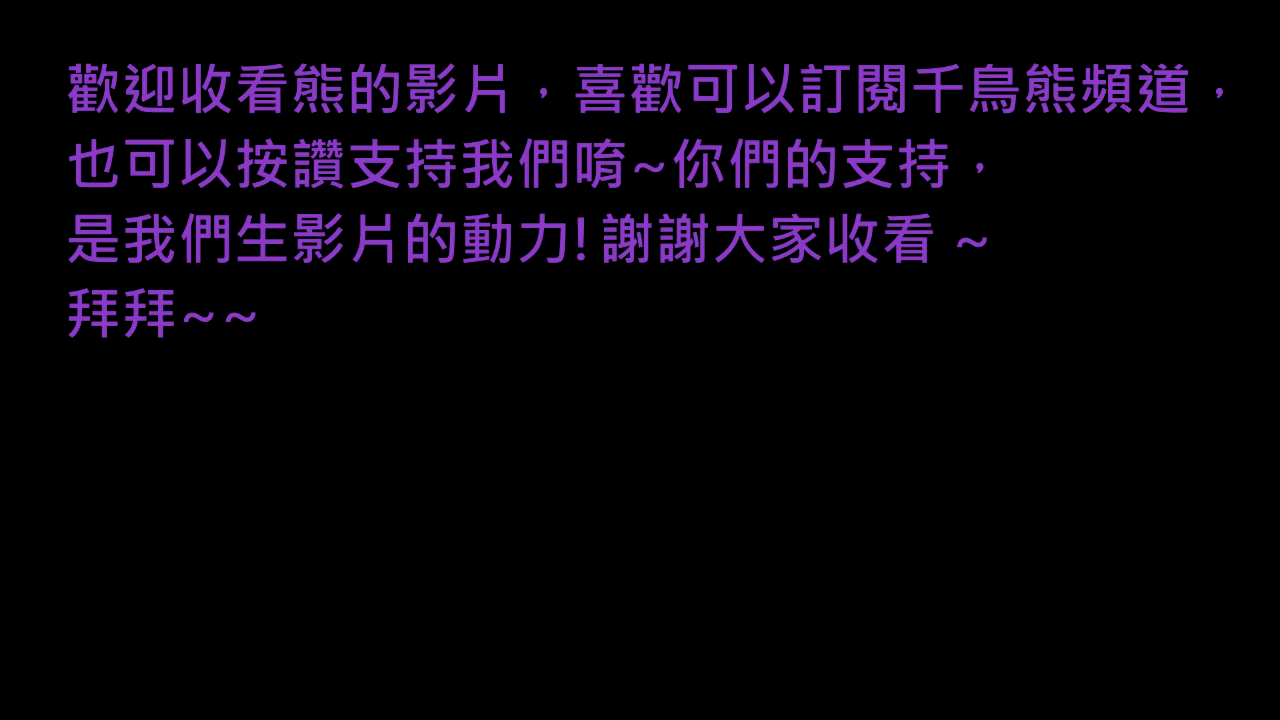 歡迎收看熊的影片，喜歡可以訂閱千鳥熊頻道，
也可以按讚支持我們唷~你們的支持，
是我們生影片的動力! 謝謝大家收看 ~
拜拜~~